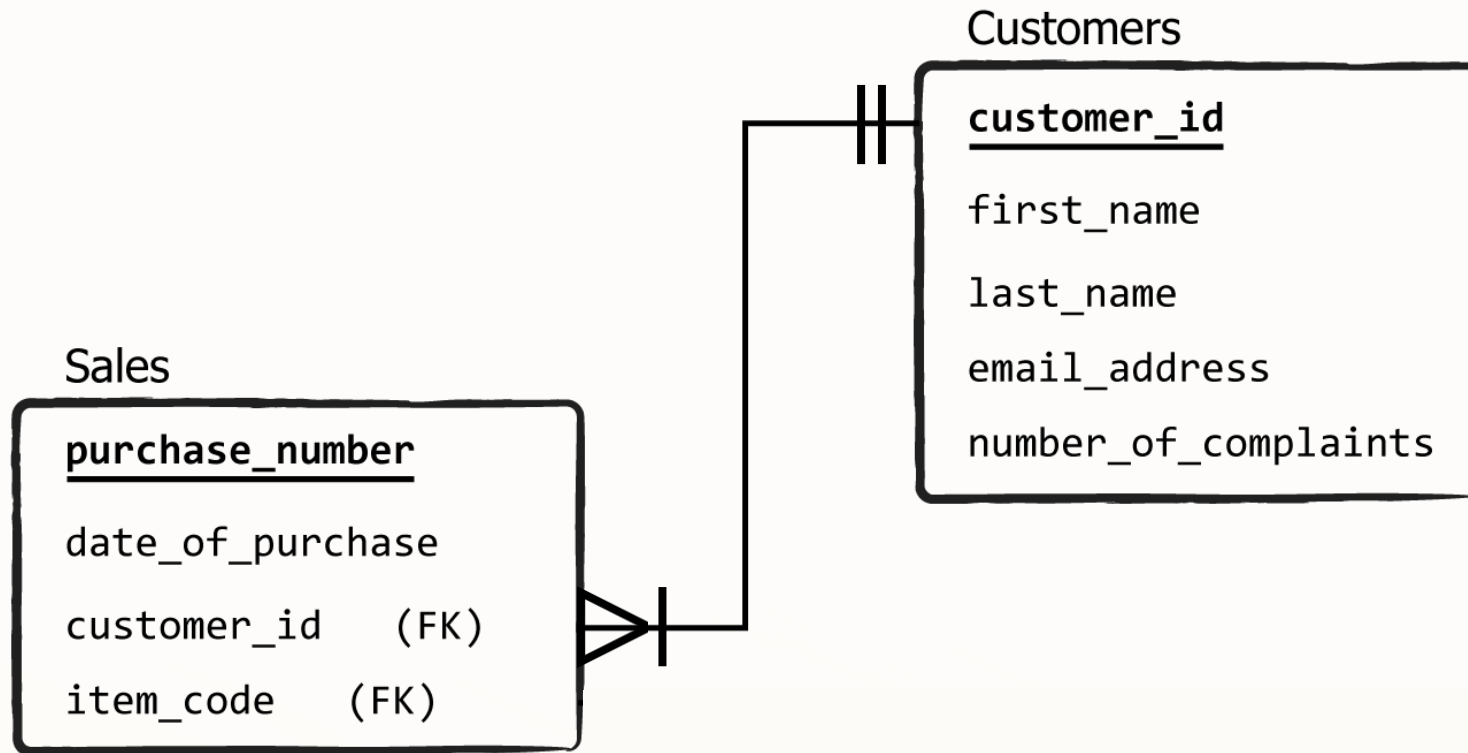 Customers
customer_id
first_name
last_name
email_address
number_of_complaints
Sales
purchase_number
date_of_purchase
customer_id (FK)
item_code (FK)